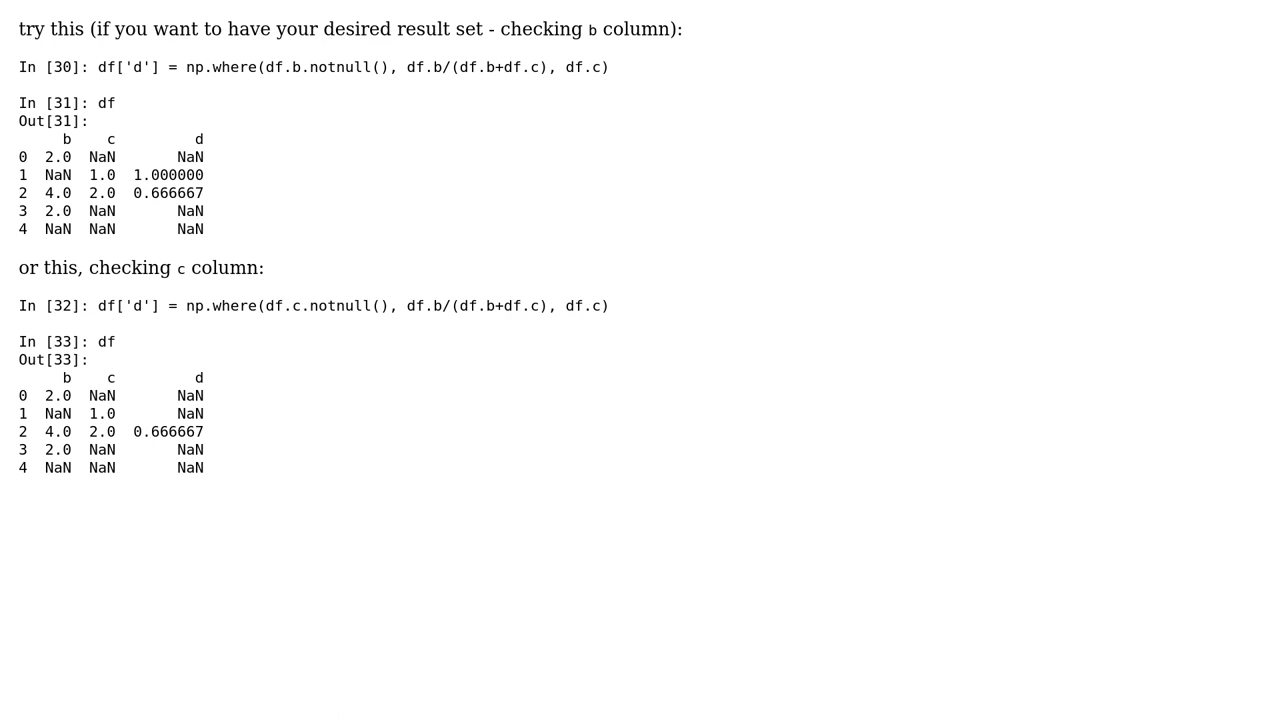 try this (if you want to have your desired result set - checking b column):
In [30]: df['d'] = np.where(df.b.notnull(), df.b/(df.b+df.c), df.c)
In [31]: df
Out[31]:
     b    c         d
0  2.0  NaN       NaN
1  NaN  1.0  1.000000
2  4.0  2.0  0.666667
3  2.0  NaN       NaN
4  NaN  NaN       NaN
or this, checking c column:
In [32]: df['d'] = np.where(df.c.notnull(), df.b/(df.b+df.c), df.c)
In [33]: df
Out[33]:
     b    c         d
0  2.0  NaN       NaN
1  NaN  1.0       NaN
2  4.0  2.0  0.666667
3  2.0  NaN       NaN
4  NaN  NaN       NaN